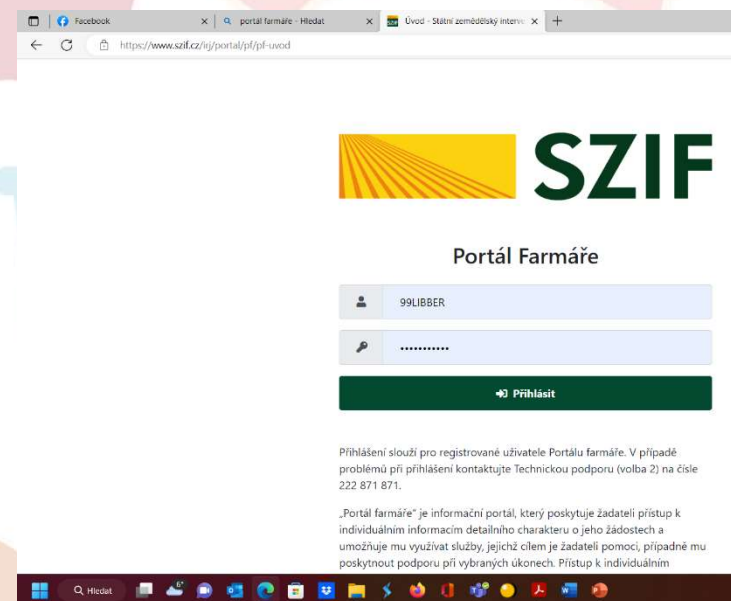 Facebook
portál farmáře - Hledat
Úvod - Státní zemědělský interv
https://www.szif.cz/irj/portal/pf/pf-uvod
SZIF
Portál Farmáře
99LIBBER
Přihlásit
Přihlášení slouží pro registrované uživatele Portálu farmáře. V případě
problémů při přihlášení kontaktujte Technickou podporu (volba 2) na čísle
222 871 871.
„Portál farmáře" je informační portál, který poskytuje žadateli přístup k
individuálním informacím detailního charakteru o jeho žádostech a
umožňuje mu využívat služby, jejichž cílem je žadateli pomoci, případně mu
poskytnout podporu při vybraných úkonech. Přístup k individuálním
Hledat